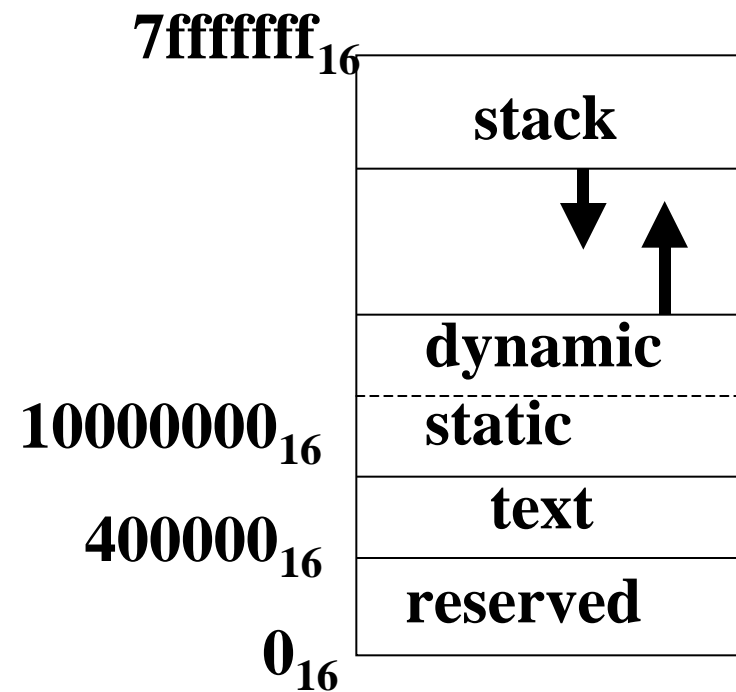 7fffffff₁₆
stack
dynamic
10000000₁₆
static
text
400000₁₆
reserved
0₁₆